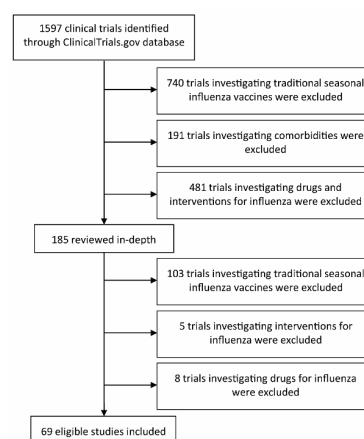 1597 clinical trials identified
through ClinicalTrials.gov database
740 trials investigating traditional seasonal
influenza vaccines were excluded
191 trials investigating comorbidities were
excluded
481 trials investigating drugs and
interventions for influenza were excluded
185 reviewed in-depth
103 trials investigating traditional seasonal
influenza vaccines were excluded
5 trials investigating interventions for
influenza were excluded
8 trials investigating drugs for influenza
were excluded
69 eligible studies included